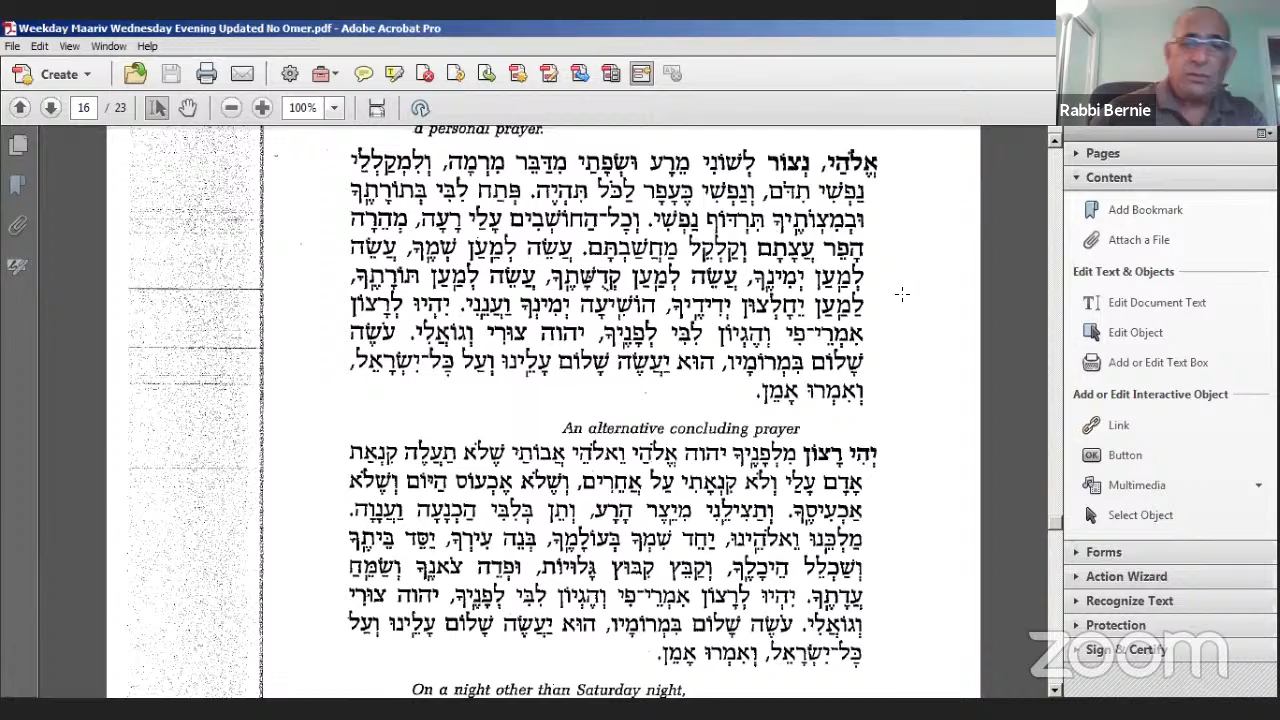 Weekday Maariv Wednesday Evening Updated No Omer.pdf - Adobe Acrobat Pro
File Edit View Window Help
Create
16 / 23 100%
Rabbi Bernie
a personal prayer.
אֱלֹהַי, נְצוֹר לְשׁוֹנִי מֵרָע וּשְׂפָתַי מִדַּבֵּר מִרְמָה, וְלִמְקַלְלַי
נַפְשִׁי תִדֹּם, וְנַפְשִׁי כֶּעָפָר לַכֹּל תִּהְיֶה. פְּתַח לִבִּי בְּתוֹרָתֶךָ
וּבְמִצְוֹתֶיךָ תִּרְדּוֹף נַפְשִׁי. וְכָל־הַחוֹשְׁבִים עָלַי רָעָה, מְהֵרָה
הָפֵר עֲצָתָם וְקַלְקֵל מַחֲשַׁבְתָּם. עֲשֵׂה לְמַעַן שְׁמֶךָ, עֲשֵׂה
לְמַעַן יְמִינֶךָ, עֲשֵׂה לְמַעַן קְדֻשָּׁתֶךָ, עֲשֵׂה לְמַעַן תּוֹרָתֶךָ,
לְמַעַן יֵחָלְצוּן יְדִידֶיךָ, הוֹשִׁיעָה יְמִינְךָ וַעֲנֵנִי. יִהְיוּ לְרָצוֹן
אִמְרֵי־פִי וְהֶגְיוֹן לִבִּי לְפָנֶיךָ, יהוה צוּרִי וְגוֹאֲלִי. עֹשֶׂה
שָׁלוֹם בִּמְרוֹמָיו, הוּא יַעֲשֶׂה שָׁלוֹם עָלֵינוּ וְעַל כָּל־יִשְׂרָאֵל,
וְאִמְרוּ אָמֵן.
An alternative concluding prayer
יְהִי רָצוֹן מִלְּפָנֶיךָ יהוה אֱלֹהַי וֵאלֹהֵי אֲבוֹתַי שֶׁלֹּא תַעֲלֶה קִנְאַת
אָדָם עָלַי וְלֹא קִנְאָתִי עַל אֲחֵרִים, וְשֶׁלֹּא אֶכְעוֹס הַיּוֹם וְשֶׁלֹּא
אַכְעִיסֶךָ. וְתַצִּילֵנִי מִיֵּצֶר הָרָע, וְתֵן בְּלִבִּי הַכְנָעָה וַעֲנָוָה.
מַלְכֵּנוּ וֵאלֹהֵינוּ, יַחֵד שִׁמְךָ בְּעוֹלָמֶךָ, בְּנֵה עִירְךָ, יַסֵּד בֵּיתֶךָ
וְשַׁכְלֵל הֵיכָלֶךָ, וְקַבֵּץ קִבּוּץ גָּלֻיּוֹת, וּפְדֵה צֹאנֶךָ וְשַׂמַּח
עֲדָתֶךָ. יִהְיוּ לְרָצוֹן אִמְרֵי־פִי וְהֶגְיוֹן לִבִּי לְפָנֶיךָ, יהוה צוּרִי
וְגוֹאֲלִי. עֹשֶׂה שָׁלוֹם בִּמְרוֹמָיו, הוּא יַעֲשֶׂה שָׁלוֹם עָלֵינוּ וְעַל
כָּל־יִשְׂרָאֵל, וְאִמְרוּ אָמֵן.
On a night other than Saturday night,
Pages
Content
Add Bookmark
Attach a File
Edit Text & Objects
Edit Document Text
Edit Object
Add or Edit Text Box
Add or Edit Interactive Object
Link
OK Button
Multimedia
Select Object
Forms
Action Wizard
Recognize Text
Protection
Sign & Certify
zoom